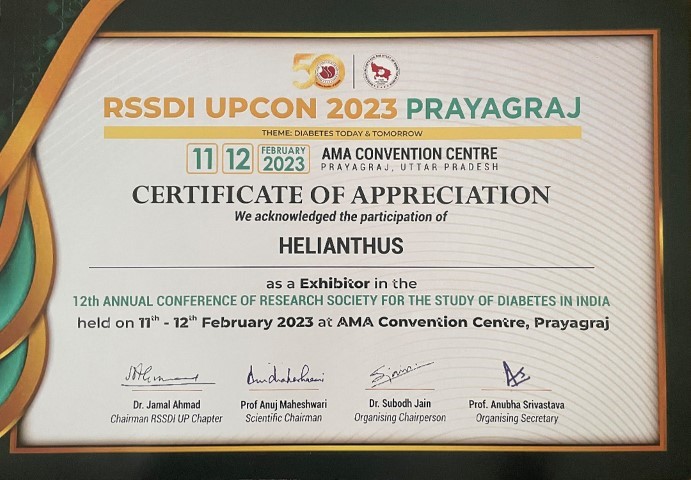 50
RSSDI UPCON 2023 PRAYAGRAJ
THEME: DIABETES TODAY & TOMORROW
11 12 FEBRUARY 2023 AMA CONVENTION CENTRE
PRAYAGRAJ, UTTAR PRADESH
CERTIFICATE OF APPRECIATION
We acknowledged the participation of
HELIANTHUS
as a Exhibitor in the
12th ANNUAL CONFERENCE OF RESEARCH SOCIETY FOR THE STUDY OF DIABETES IN INDIA
held on 11th - 12th February 2023 at AMA Convention Centre, Prayagraj
Dr. Jamal Ahmad Prof Anuj Maheshwari Dr. Subodh Jain Prof. Anubha Srivastava
Chairman RSSDI UP Chapter Scientific Chairman Organising Chairperson Organising Secretary